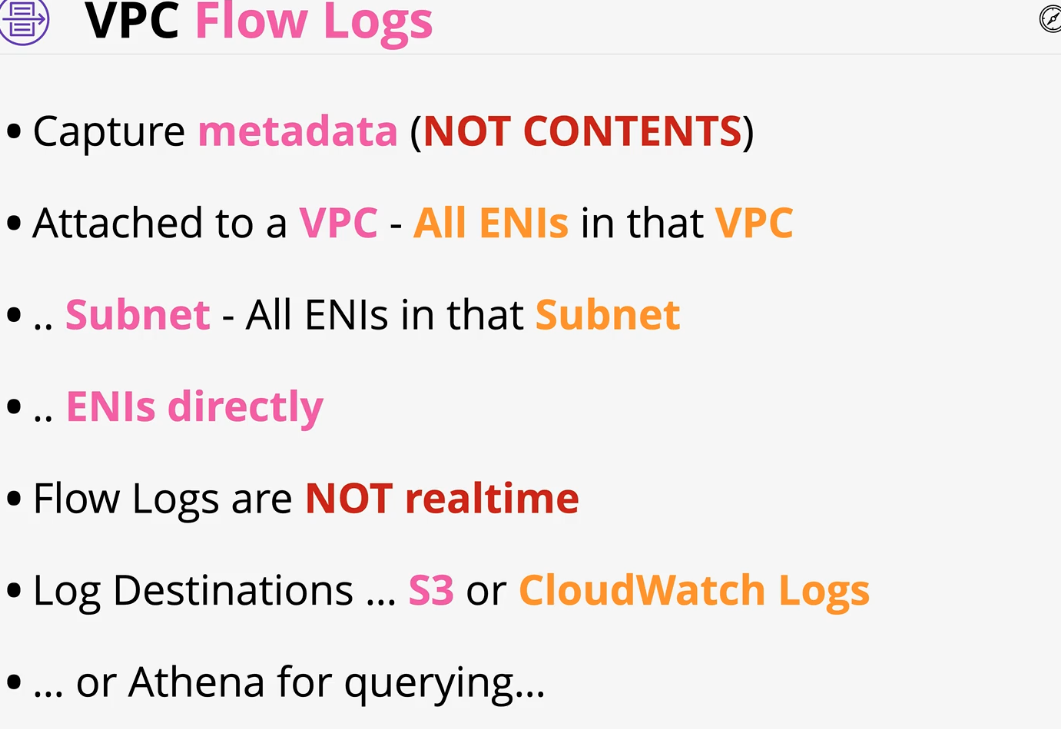 VPC Flow Logs
• Capture metadata (NOT CONTENTS)
• Attached to a VPC - All ENIs in that VPC
• .. Subnet - All ENIs in that Subnet
• .. ENIs directly
• Flow Logs are NOT realtime
• Log Destinations ... S3 or CloudWatch Logs
• ... or Athena for querying...